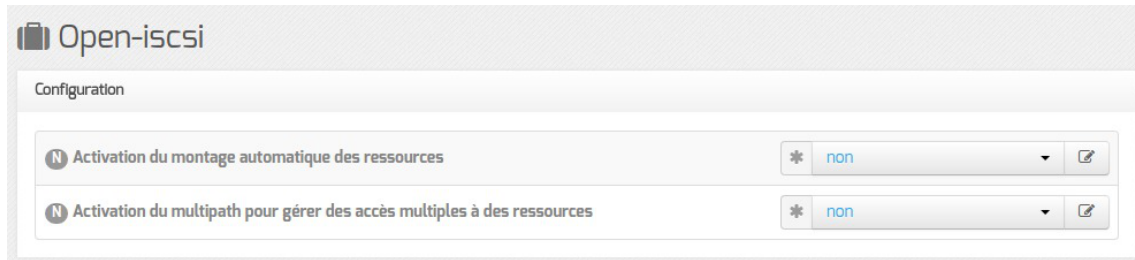 Open-iscsi
Configuration
N Activation du montage automatique des ressources * non
N Activation du multipath pour gérer des accès multiples à des ressources * non